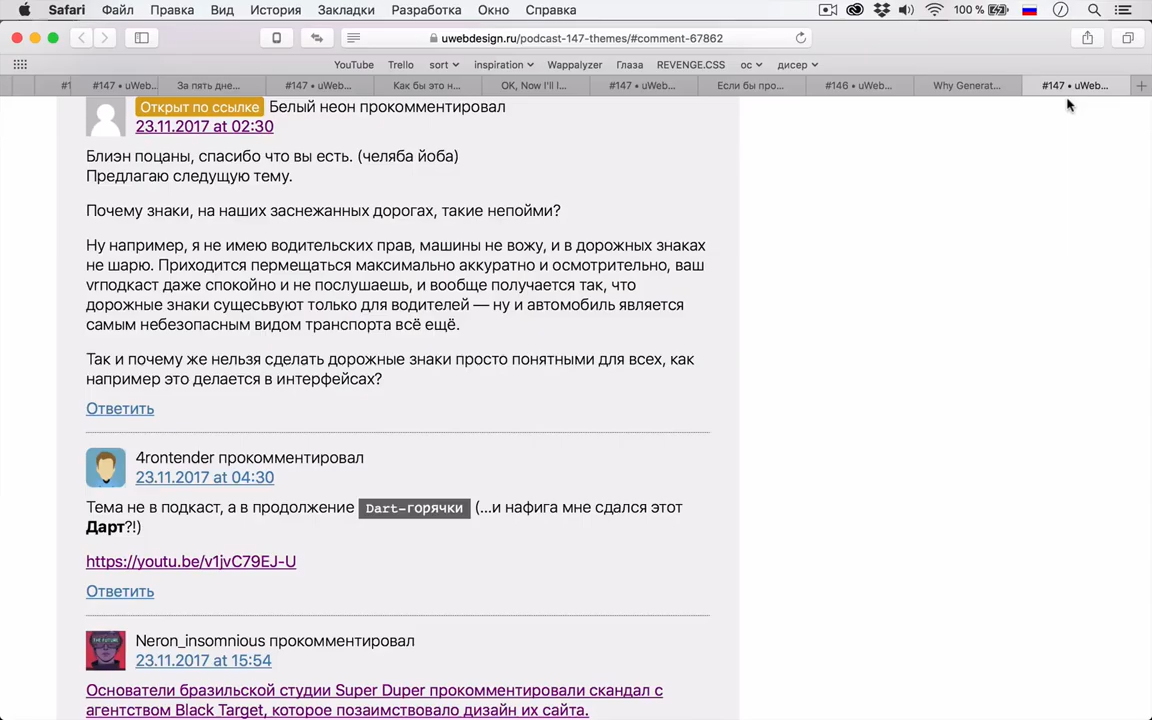 Safari Файл Правка Вид История Закладки Разработка Окно Справка 100 %
uwebdesign.ru/podcast-147-themes/#comment-67862
YouTube Trello sort inspiration Wappalyzer Глаза REVENGE.CSS ос дисер
#1 #147 • uWeb... За пять дне... #147 • uWeb... Как бы это н... OK, Now I'll I... #147 • uWeb... Если бы про... #146 • uWeb... Why Generat... #147 • uWeb...
Открыт по ссылке Белый неон прокомментировал
23.11.2017 at 02:30
Блиэн поцаны, спасибо что вы есть. (челяба йоба)
Предлагаю следущую тему.
Почему знаки, на наших заснежанных дорогах, такие непойми?
Ну например, я не имею водительских прав, машины не вожу, и в дорожных знаках
не шарю. Приходится пермещаться максимально аккуратно и осмотрительно, ваш
vrподкаст даже спокойно и не послушаешь, и вообще получается так, что
дорожные знаки сущесьвуют только для водителей — ну и автомобиль является
самым небезопасным видом транспорта всё ещё.
Так и почему же нельзя сделать дорожные знаки просто понятными для всех, как
например это делается в интерфейсах?
Ответить
4rontender прокомментировал
23.11.2017 at 04:30
Тема не в подкаст, а в продолжение Dart-горячки (...и нафига мне сдался этот
Дарт?!)
https://youtu.be/v1jvC79EJ-U
Ответить
Neron_insomnious прокомментировал
23.11.2017 at 15:54
Основатели бразильской студии Super Duper прокомментировали скандал с
агентством Black Target, которое позаимствовало дизайн их сайта.